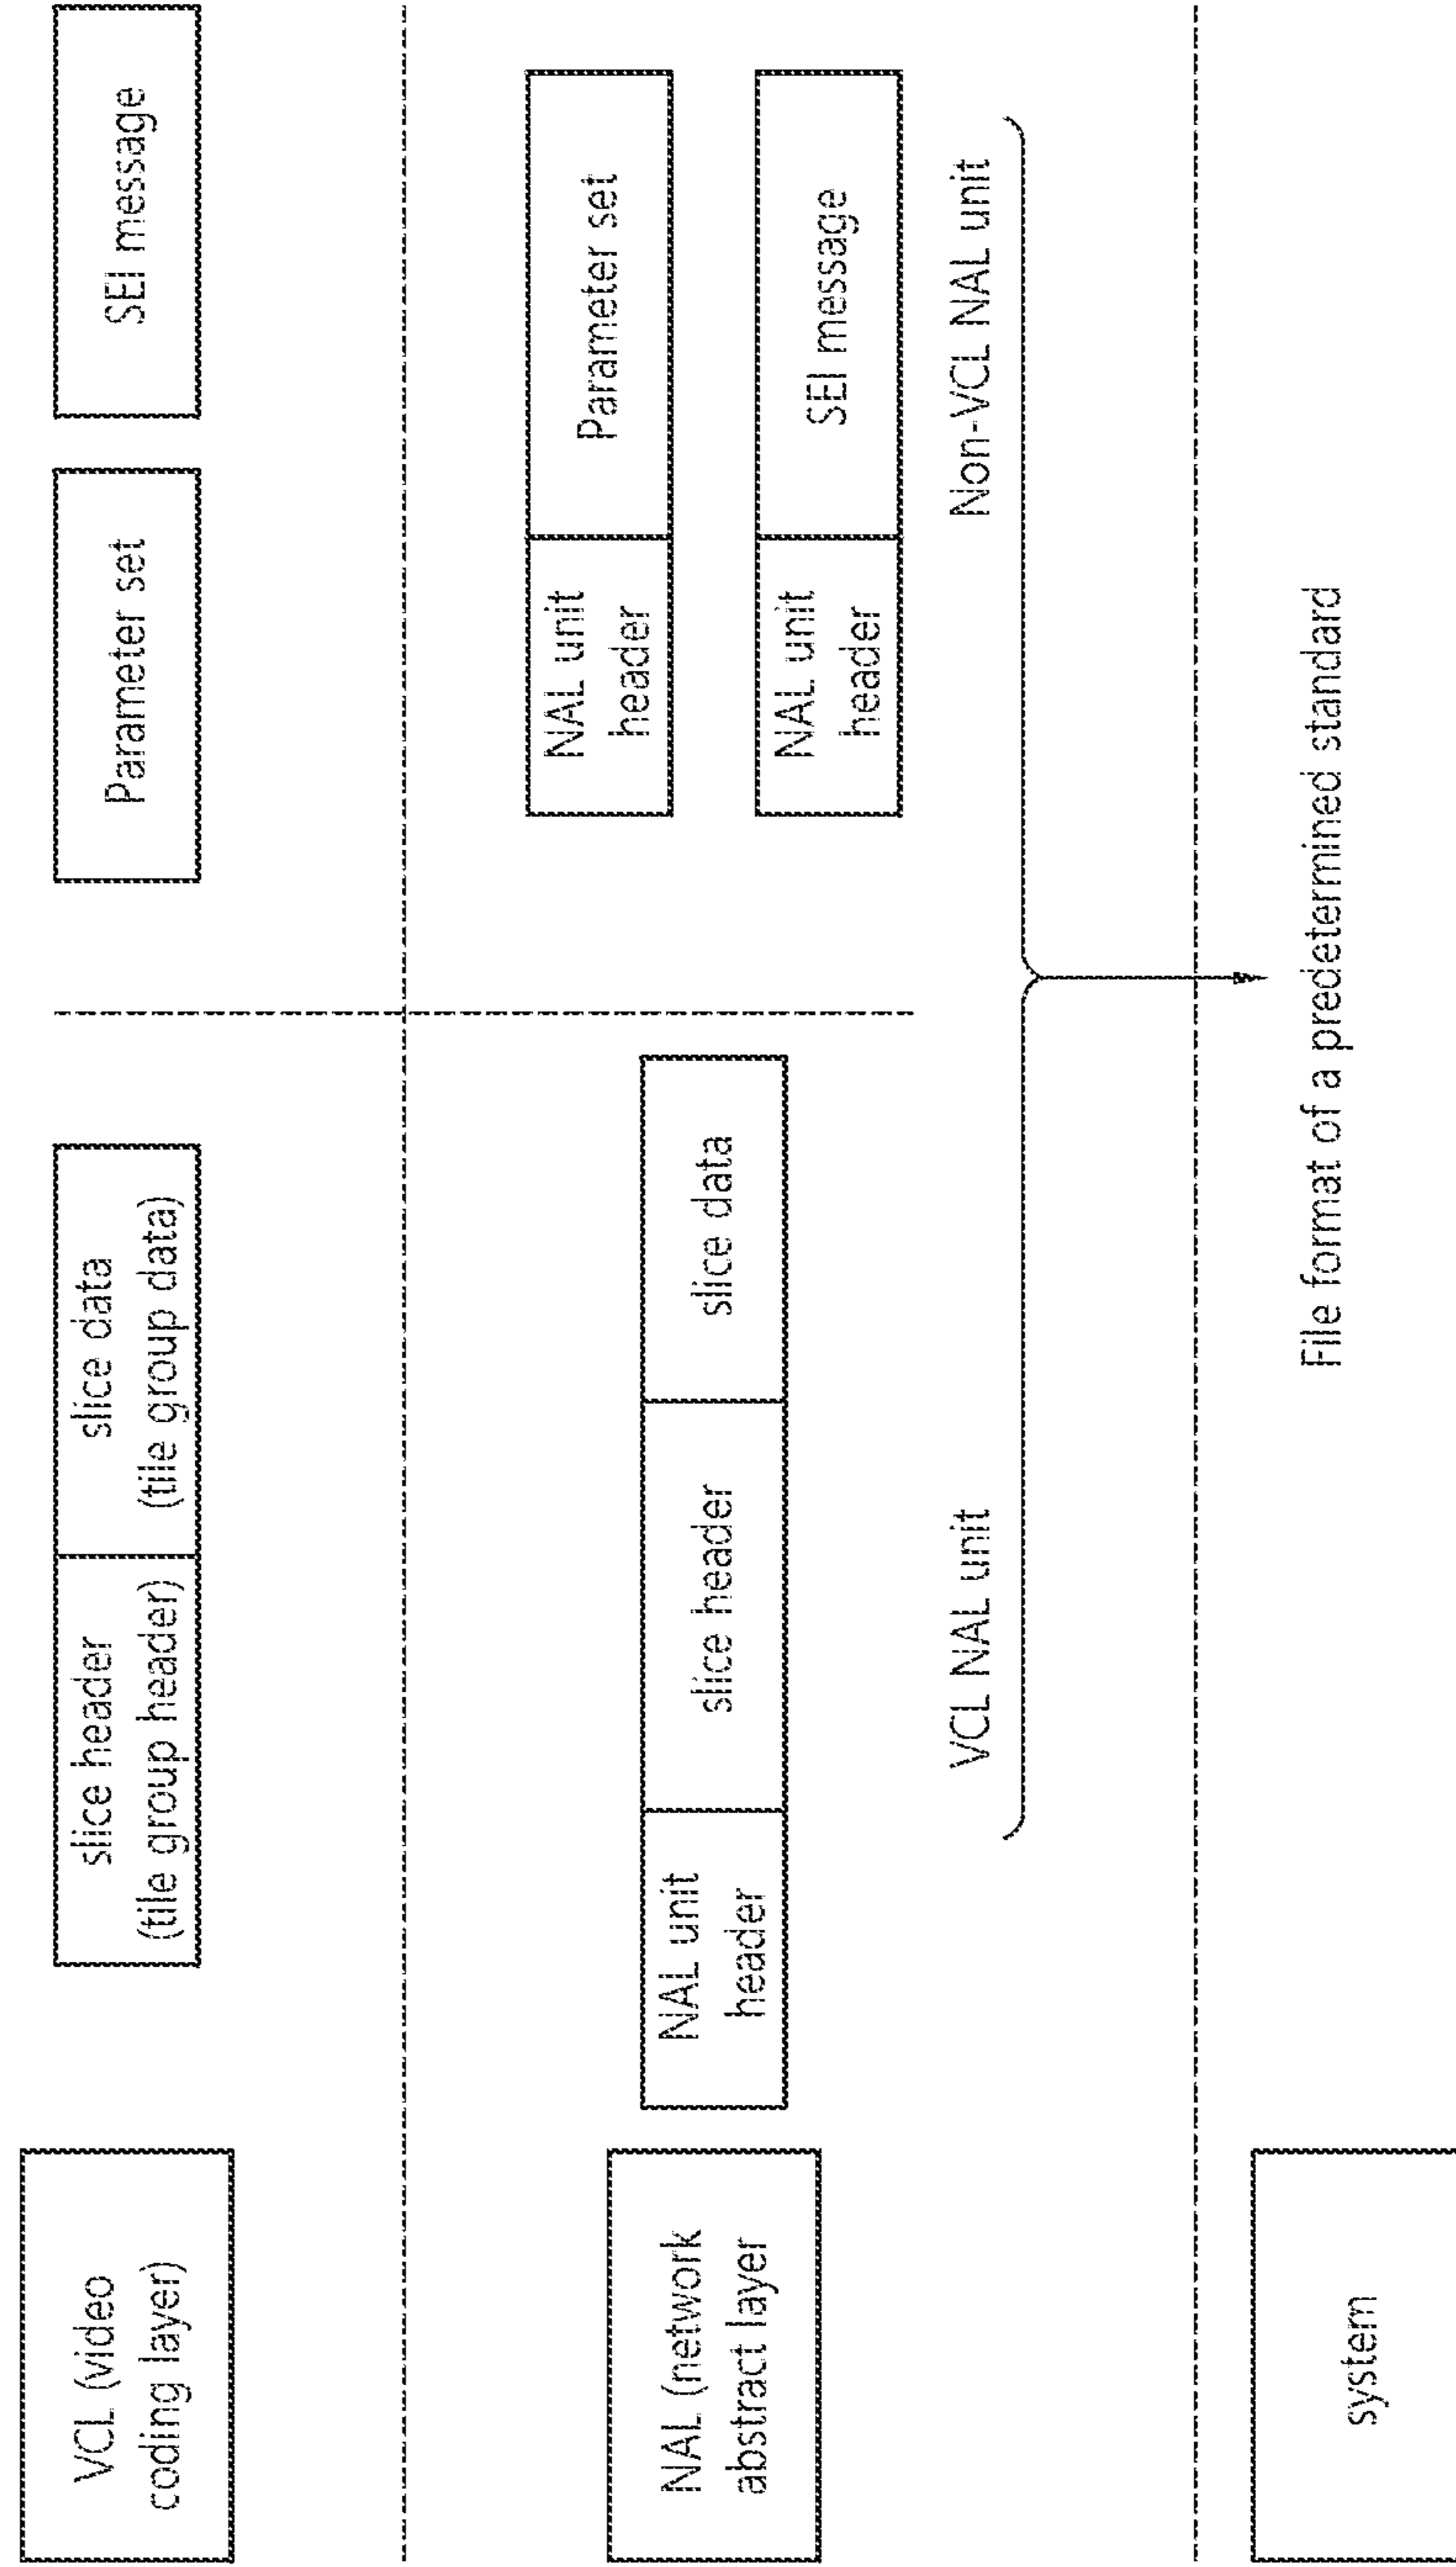 VCL (video
coding layer)
slice header
(tile group header)
slice data
(tile group data)
Parameter set
SEI message
NAL (network
abstract layer
NAL unit
header
slice header
slice data
NAL unit
header
Parameter set
NAL unit
header
SEI message
VCL NAL unit
Non-VCL NAL unit
system
File format of a predetermined standard